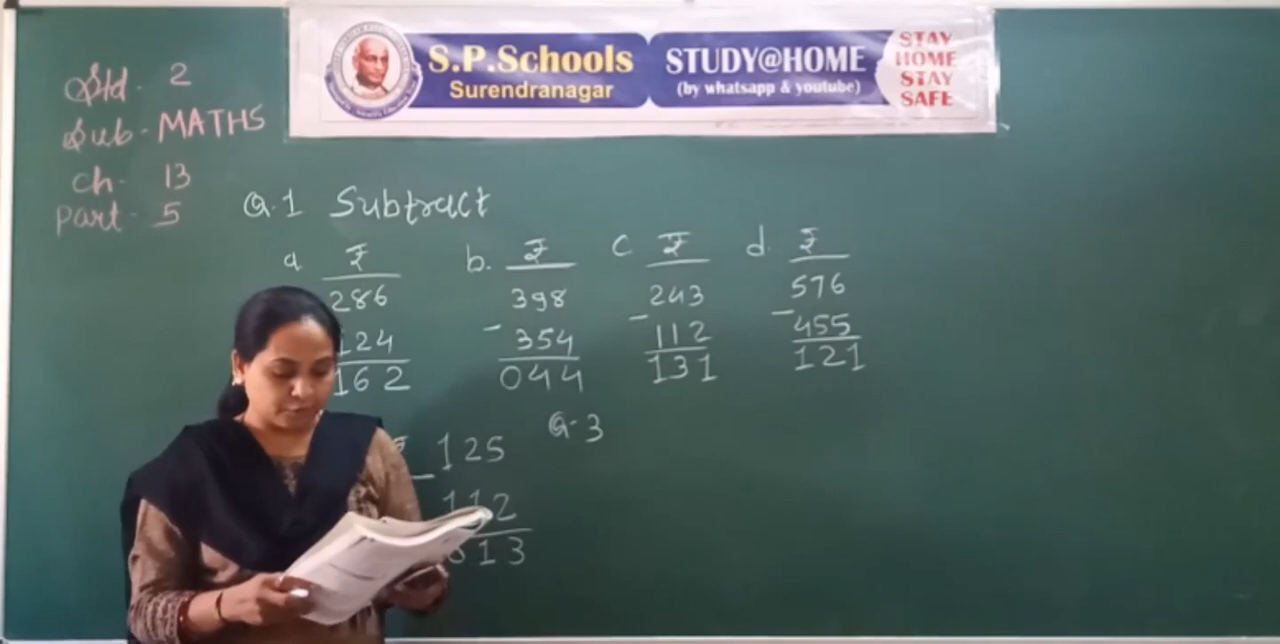 S.P.Schools
Surendranagar
STUDY@HOME
(by whatsapp & youtube)
STAY
HOME
STAY
SAFE
Std. 2
Sub- MATHS
Ch- 13
Part- 5
Q.1 Subtract
a. ₹ b. ₹ c ₹ d. ₹
286 398 243 576
124 - 354 - 112 - 455
162 044 131 121
Q-3
125
- 112
013